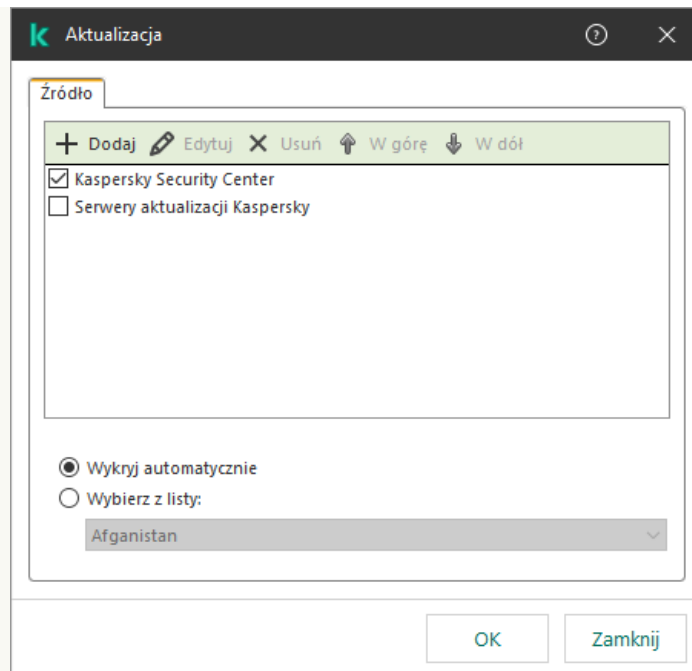 Aktualizacja
Źródło
Dodaj Edytuj Usuń W górę W dół
Kaspersky Security Center
Serwery aktualizacji Kaspersky
Wykryj automatycznie
Wybierz z listy:
Afganistan
OK Zamknij